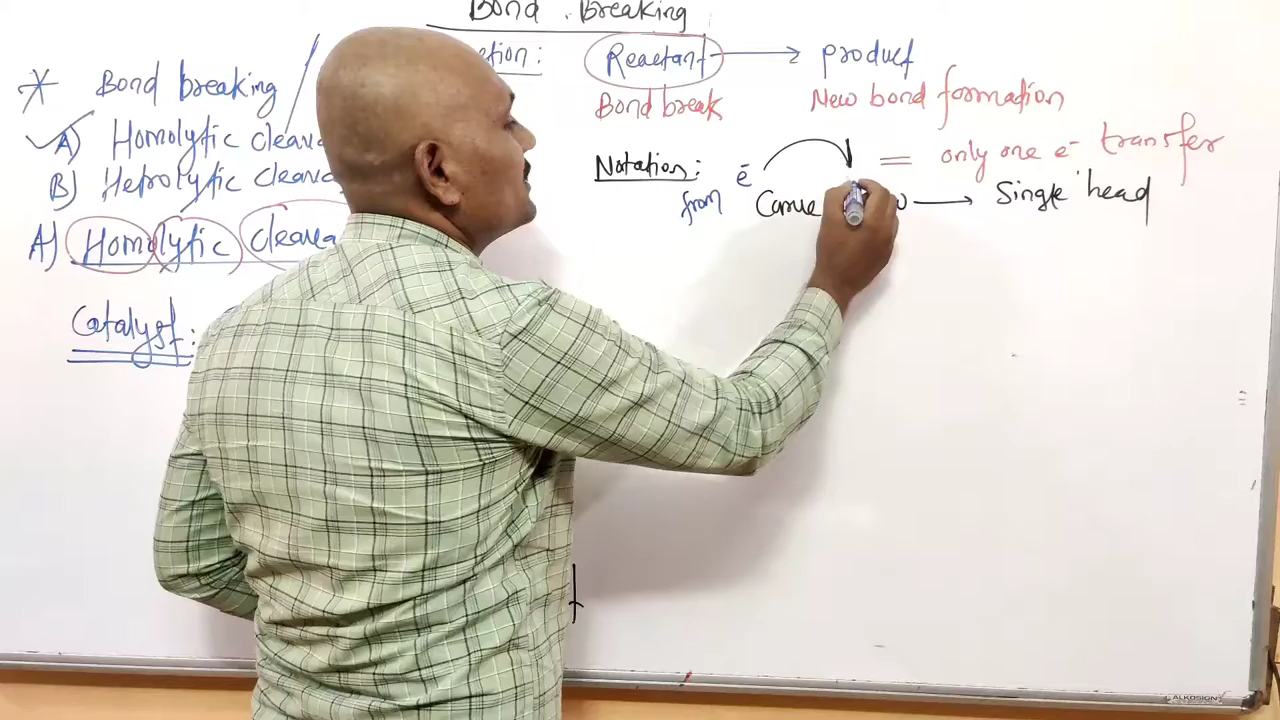 Bond Breaking
* Bond breaking
A) Homolytic
B) Hetrolytic
A) Homolytic
Catalyst:
Reactant → product
Bond break
New bond formation
Notation: e⁻ = only one e⁻ transfer
from → Single head
ALKOSIGN